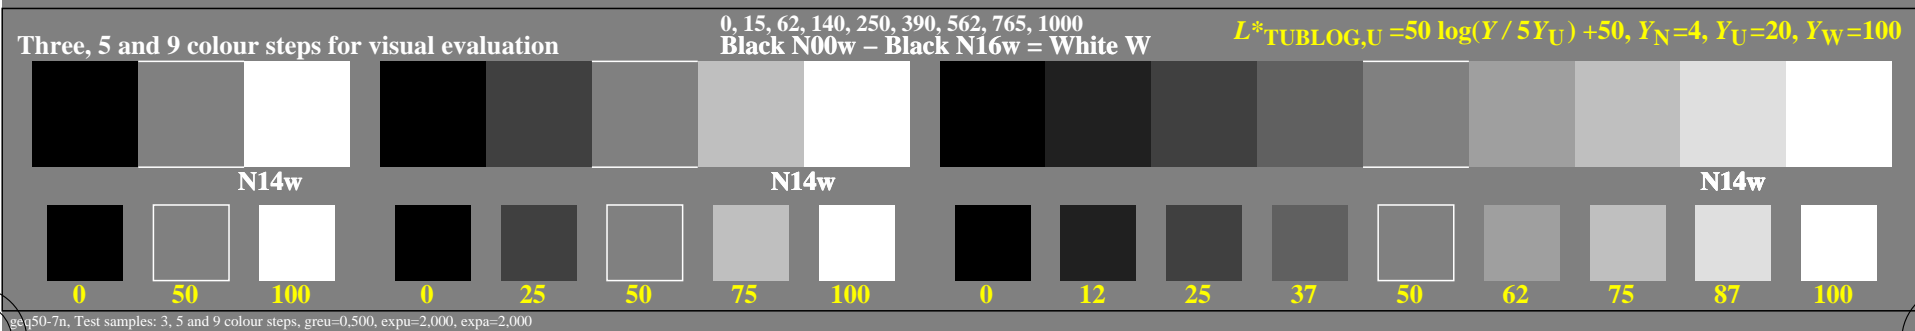 Three, 5 and 9 colour steps for visual evaluation
0, 15, 62, 140, 250, 390, 562, 765, 1000
Black N00w – Black N16w = White W
L*TUBLOG,U =50 log(Y / 5YU) +50, YN=4, YU=20, YW=100
N14w N14w N14w
0 50 100 0 25 50 75 100 0 12 25 37 50 62 75 87 100
geq50-7n, Test samples: 3, 5 and 9 colour steps, greu=0,500, expu=2,000, expa=2,000